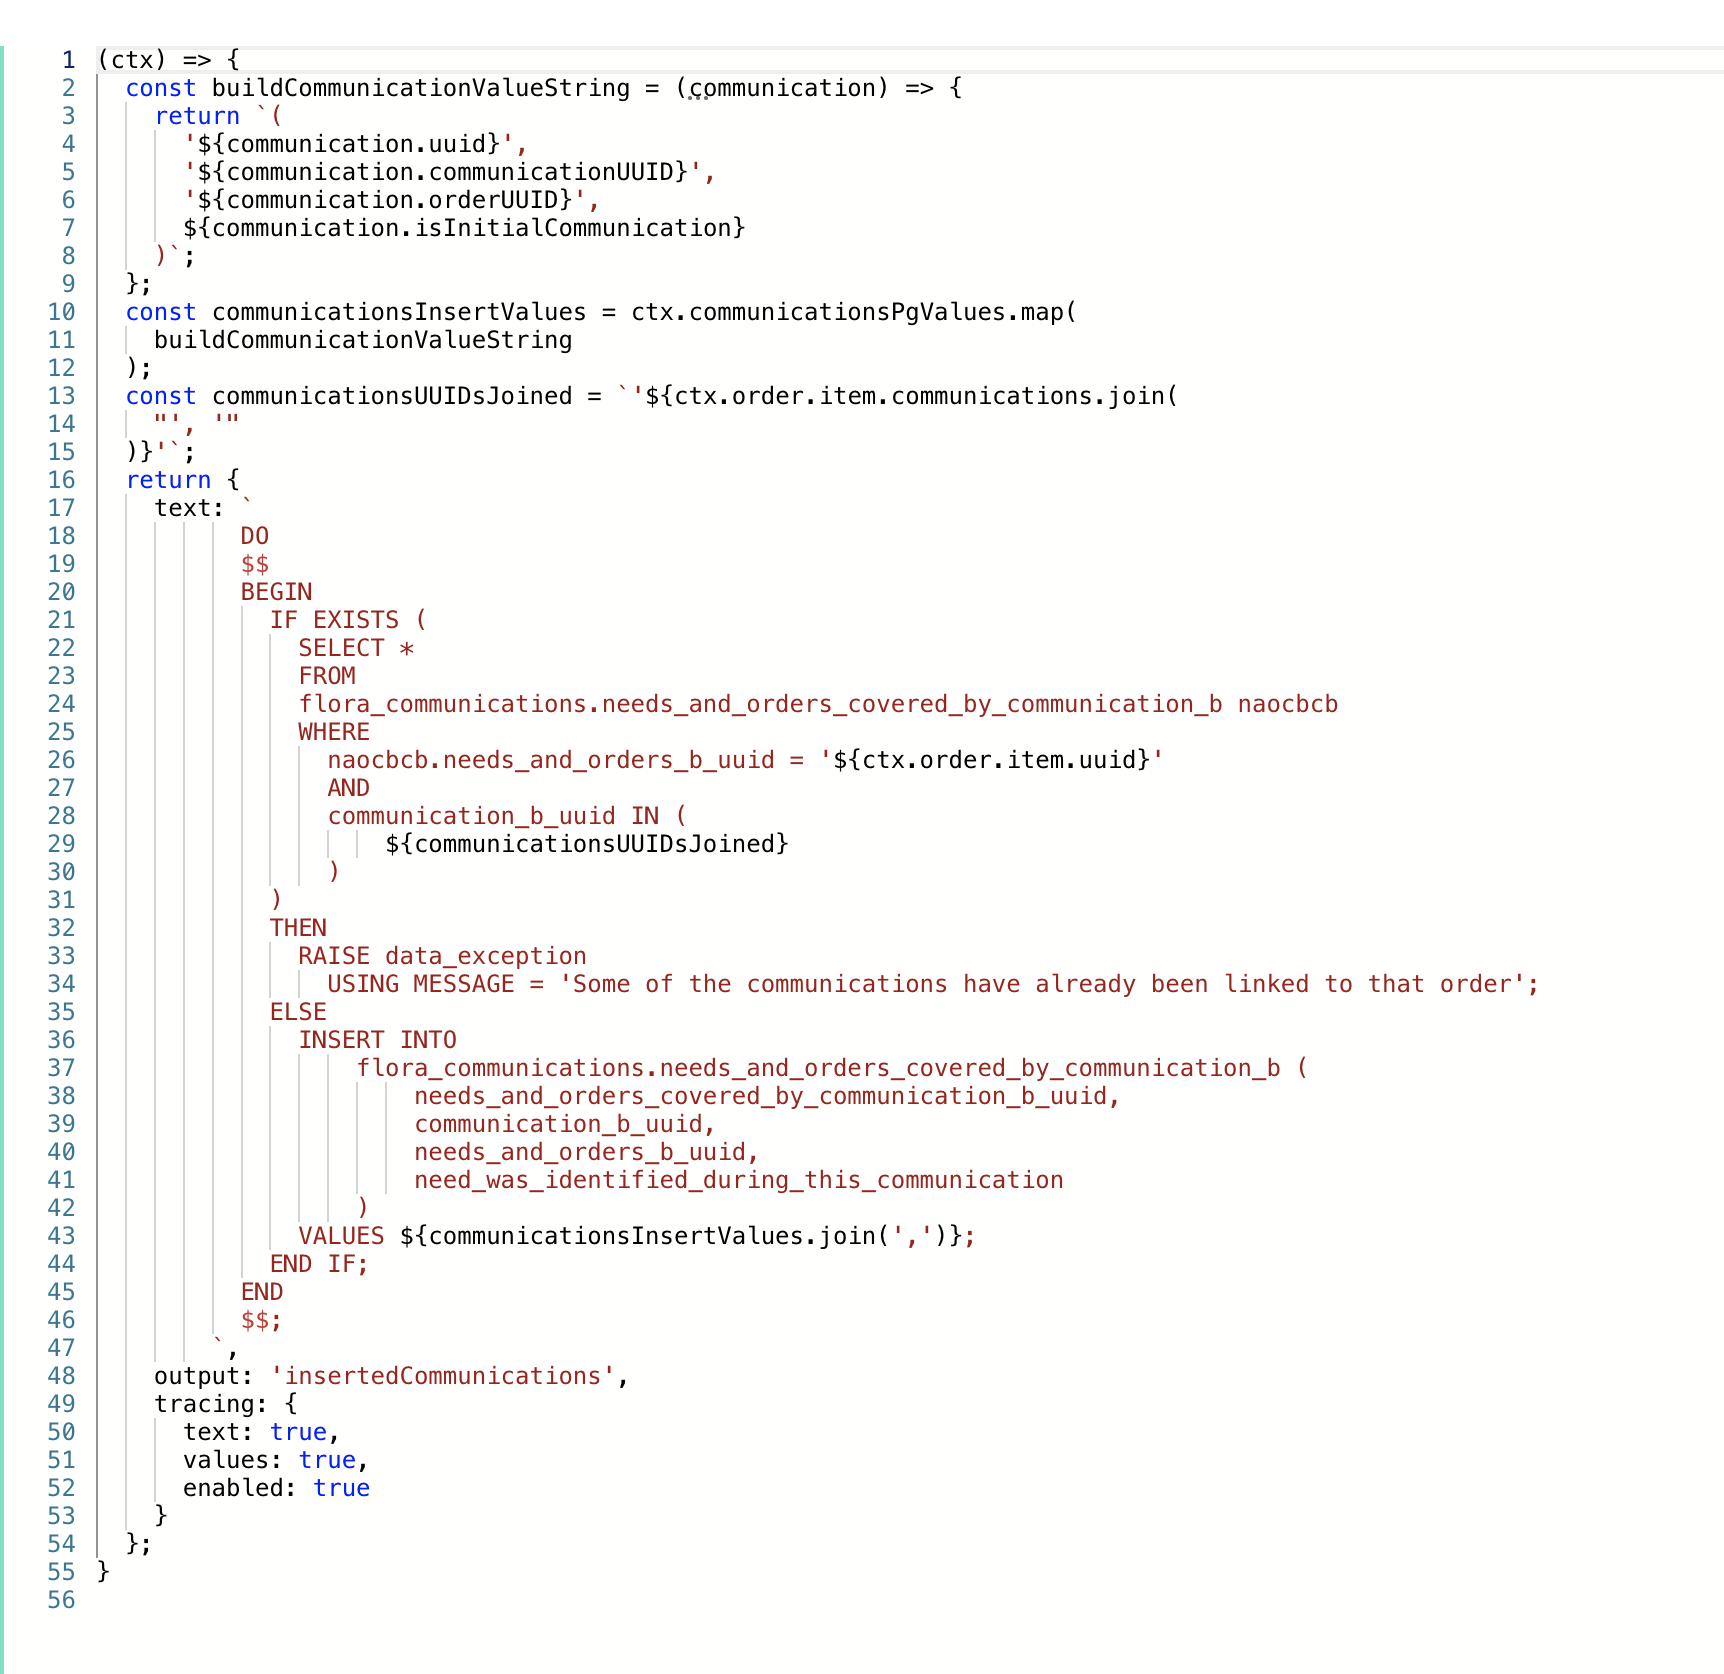 1 (ctx) => {
2   const buildCommunicationValueString = (communication) => {
3     return `(
4       '${communication.uuid}',
5       '${communication.communicationUUID}',
6       '${communication.orderUUID}',
7       ${communication.isInitialCommunication}
8     )`;
9   };
10   const communicationsInsertValues = ctx.communicationsPgValues.map(
11     buildCommunicationValueString
12   );
13   const communicationsUUIDsJoined = `'${ctx.order.item.communications.join(
14     "', '"
15   )}'`;
16   return {
17     text: `
18           DO
19           $$
20           BEGIN
21             IF EXISTS (
22               SELECT *
23               FROM
24               flora_communications.needs_and_orders_covered_by_communication_b naocbcb
25               WHERE
26                 naocbcb.needs_and_orders_b_uuid = '${ctx.order.item.uuid}'
27                 AND
28                 communication_b_uuid IN (
29                     ${communicationsUUIDsJoined}
30                 )
31             )
32             THEN
33               RAISE data_exception
34                 USING MESSAGE = 'Some of the communications have already been linked to that order';
35             ELSE
36               INSERT INTO
37                   flora_communications.needs_and_orders_covered_by_communication_b (
38                       needs_and_orders_covered_by_communication_b_uuid,
39                       communication_b_uuid,
40                       needs_and_orders_b_uuid,
41                       need_was_identified_during_this_communication
42                   )
43               VALUES ${communicationsInsertValues.join(',')};
44             END IF;
45           END
46           $$;
47         `,
48     output: 'insertedCommunications',
49     tracing: {
50       text: true,
51       values: true,
52       enabled: true
53     }
54   };
55 }
56